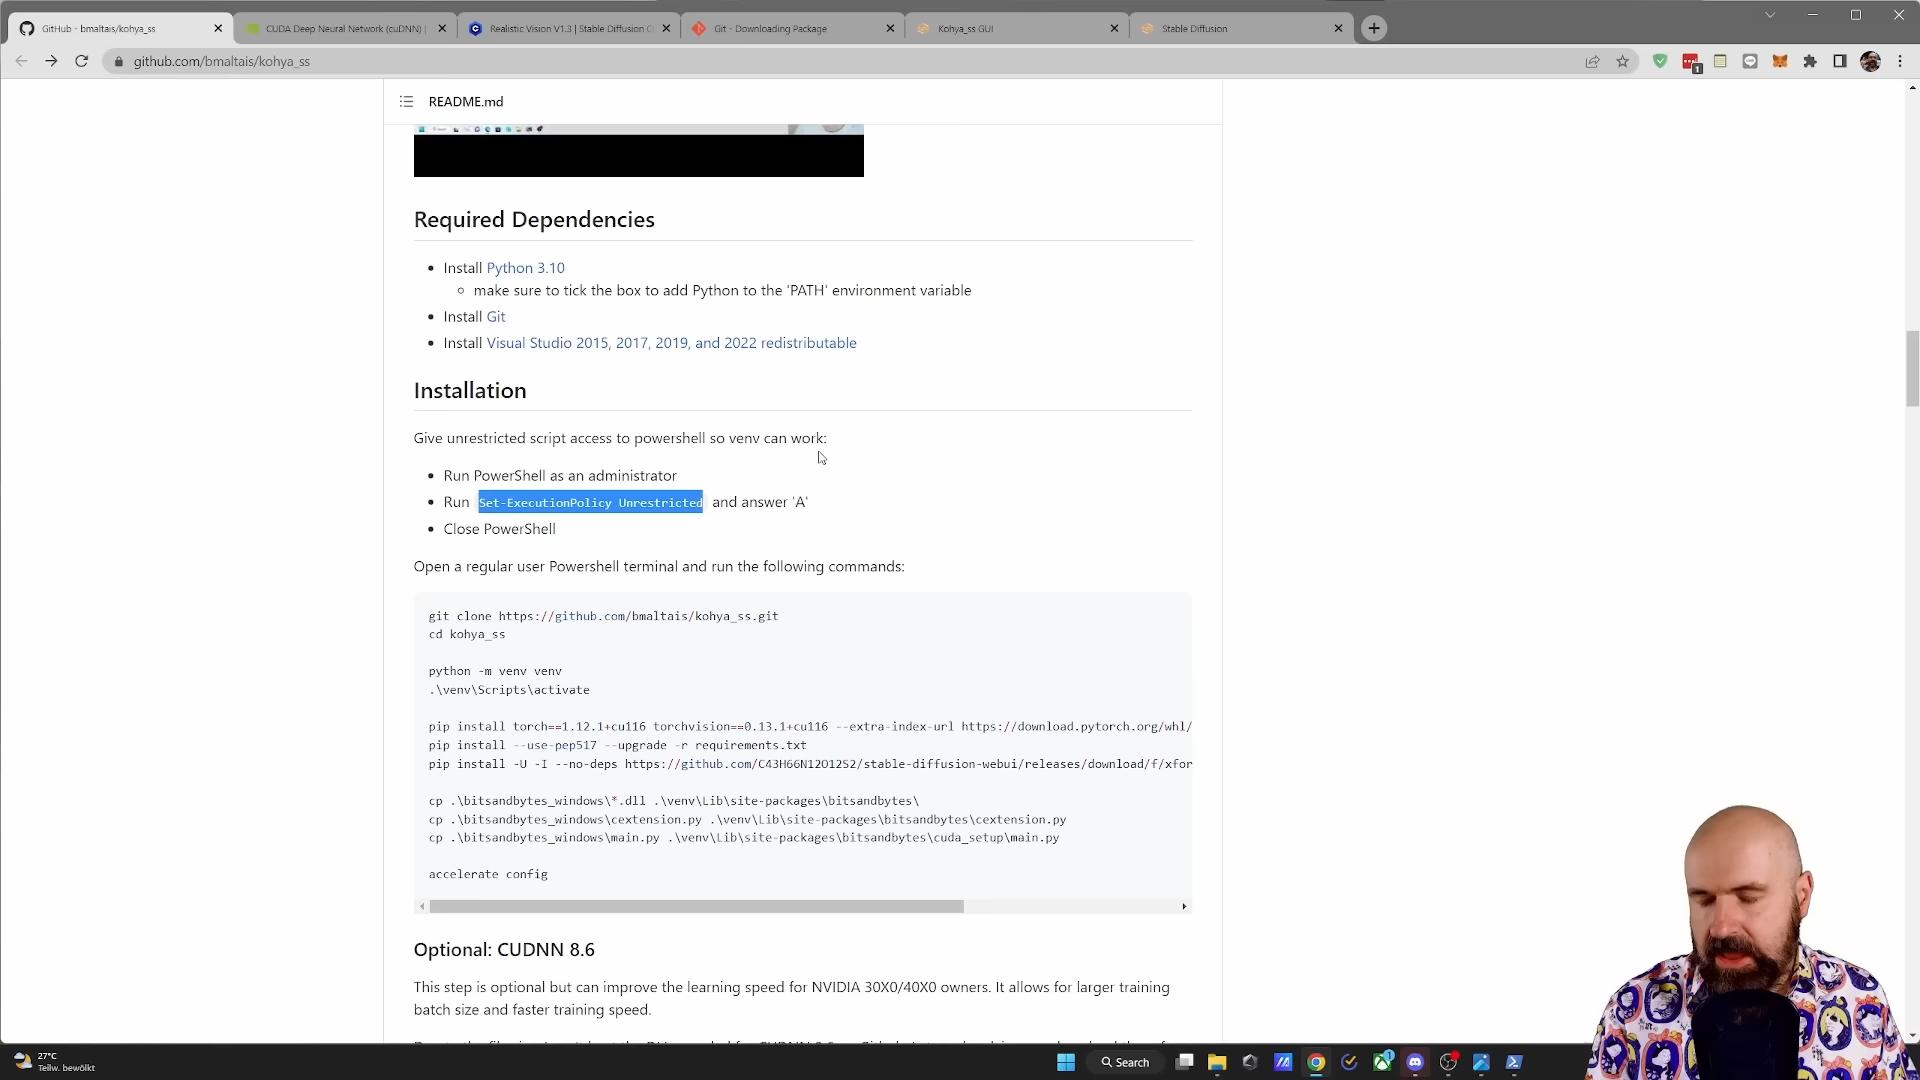 GitHub - bmaltais/kohya_ss
CUDA Deep Neural Network (cuDNN) |
Realistic Vision V1.3 | Stable Diffusion C
Git - Downloading Package
Kohya_ss GUI
Stable Diffusion
github.com/bmaltais/kohya_ss
1
README.md
Required Dependencies
• Install Python 3.10
make sure to tick the box to add Python to the 'PATH' environment variable
• Install Git
• Install Visual Studio 2015, 2017, 2019, and 2022 redistributable
Installation
Give unrestricted script access to powershell so venv can work:
• Run PowerShell as an administrator
• Run Set-ExecutionPolicy Unrestricted and answer 'A'
• Close PowerShell
Open a regular user Powershell terminal and run the following commands:
git clone https://github.com/bmaltais/kohya_ss.git
cd kohya_ss
python -m venv venv
.\venv\Scripts\activate
pip install torch==1.12.1+cu116 torchvision==0.13.1+cu116 --extra-index-url https://download.pytorch.org/whl/
pip install --use-pep517 --upgrade -r requirements.txt
pip install -U -I --no-deps https://github.com/C43H66N12O12S2/stable-diffusion-webui/releases/download/f/xfor
cp .\bitsandbytes_windows\*.dll .\venv\Lib\site-packages\bitsandbytes\
cp .\bitsandbytes_windows\cextension.py .\venv\Lib\site-packages\bitsandbytes\cextension.py
cp .\bitsandbytes_windows\main.py .\venv\Lib\site-packages\bitsandbytes\cuda_setup\main.py
accelerate config
Optional: CUDNN 8.6
This step is optional but can improve the learning speed for NVIDIA 30X0/40X0 owners. It allows for larger training
batch size and faster training speed.
27°C
Teilw. bewölkt
Search
1